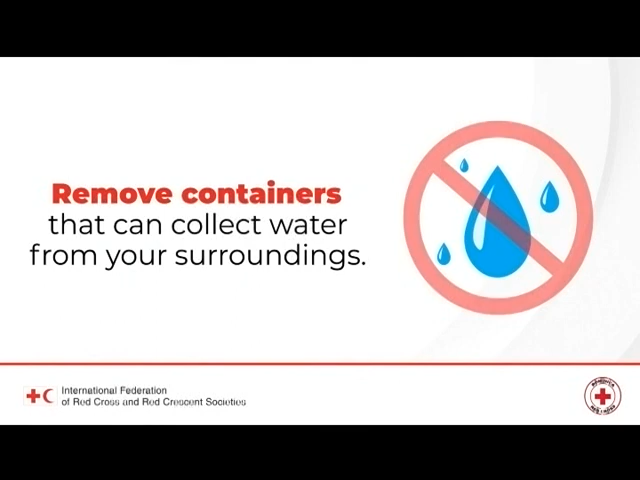 Remove containers
that can collect water
from your surroundings.
International Federation
of Red Cross and Red Crescent Societies